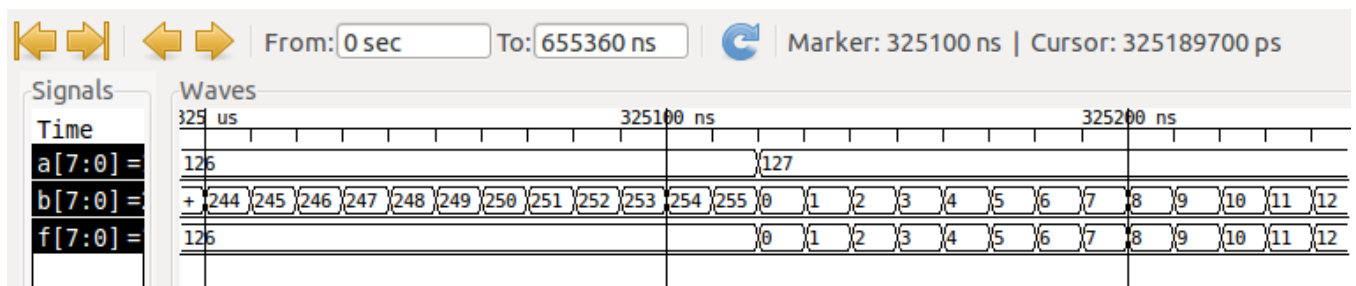 From: 0 sec To: 655360 ns Marker: 325100 ns | Cursor: 325189700 ps
Signals Waves
Time 325 us 325100 ns 325200 ns
a[7:0] = 126 127
b[7:0] = + 244 245 246 247 248 249 250 251 252 253 254 255 0 1 2 3 4 5 6 7 8 9 10 11 12
f[7:0] = 126 0 1 2 3 4 5 6 7 8 9 10 11 12